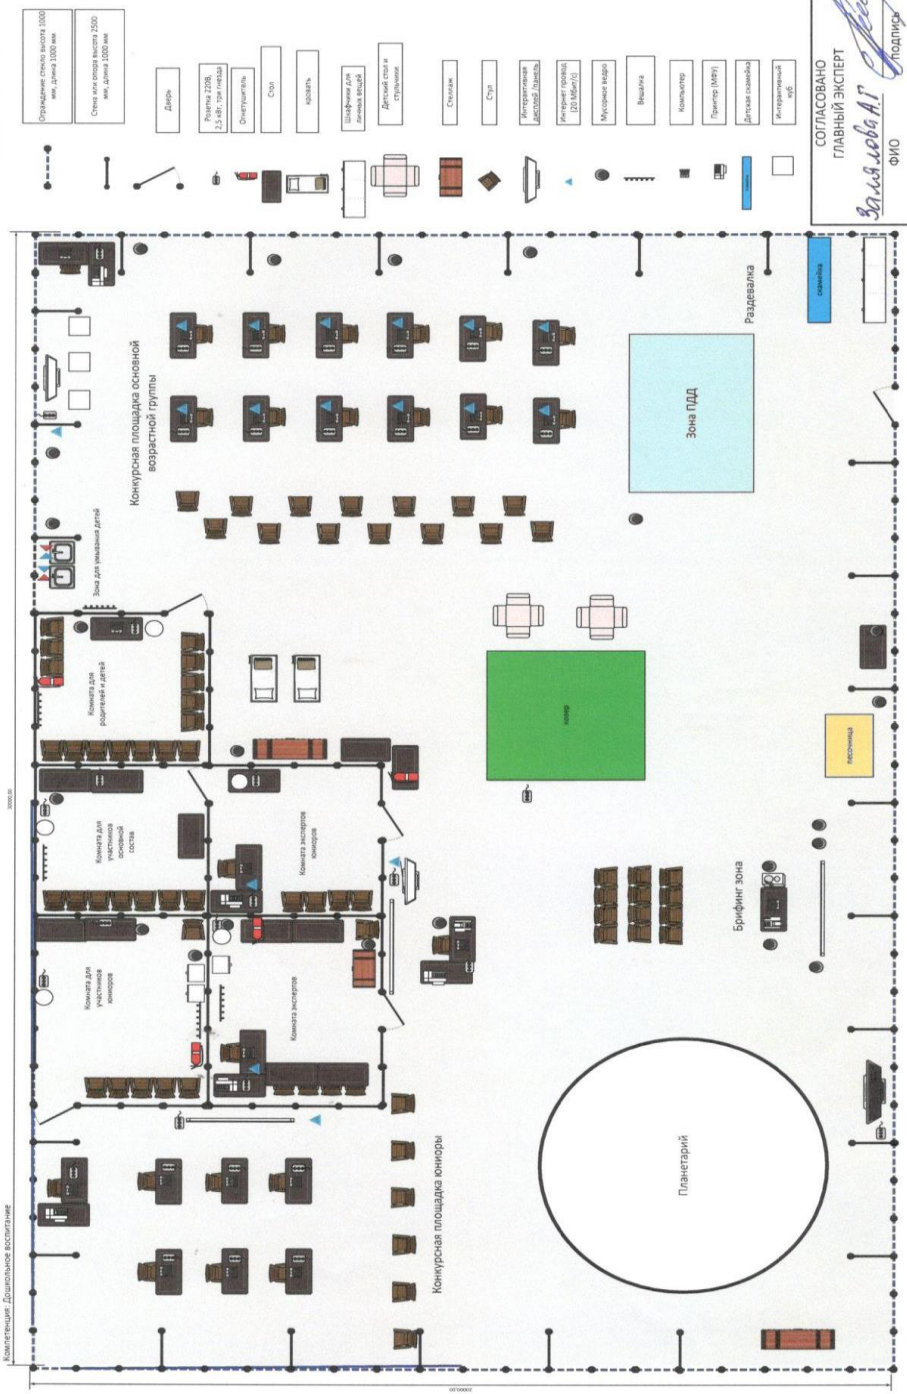 Компетенция: Дошкольное воспитание
Ограждение стекло высота 1000
мм, длина 1000 мм
Стена или опора высота 2500
мм, длина 1000 мм
дверь
Розетка 220В,
2,5 кВт, три гнезда
Огнетушитель
Стол
кровать
Шкафчики для
личных вещей
Детский стол и
стульчики
Стеллаж
Стул
Интерактивная
дисплей /панель
Интернет провод
(20 Мбит/с)
Мусорное ведро
Вешалка
Компьютер
Принтер (МФУ)
Детская скамейка
Интерактивный
куб
СОГЛАСОВАНО
ГЛАВНЫЙ ЭКСПЕРТ
Залялова А.Г
ФИО
подпись
Конкурсная площадка основной
возрастной группы
Зона для умывания детей
Раздевалка
скамейка
Зона ПДД
Комната для
родителей и детей
Комната для
участников
основной
состав
Комната экспертов
юниоров
Комната для
участников
юниоров
Комната экспертов
ковер
песочница
Брифинг зона
Конкурсная площадка юниоры
Планетарий